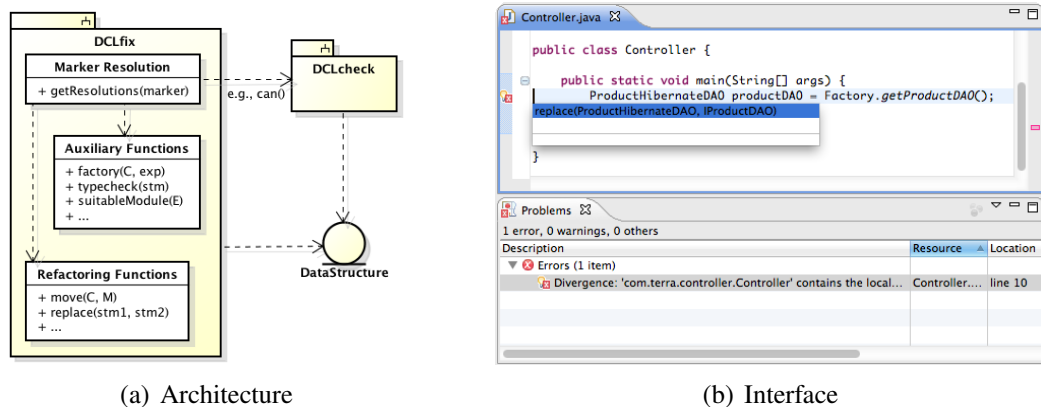 DCLfix
Marker Resolution
+ getResolutions(marker)
e.g., can()
DCLcheck
Auxiliary Functions
+ factory(C, exp)
+ typecheck(stm)
+ suitableModule(E)
+ ...
DataStructure
Refactoring Functions
+ move(C, M)
+ replace(stm1, stm2)
+ ...
(a) Architecture
Controller.java
public class Controller {
public static void main(String[] args) {
ProductHibernateDAO productDAO = Factory.getProductDAO();
replace(ProductHibernateDAO, IProductDAO)
}
Problems
1 error, 0 warnings, 0 others
Description Resource Location
Errors (1 item)
Divergence: 'com.terra.controller.Controller' contains the local... Controller.... line 10
(b) Interface